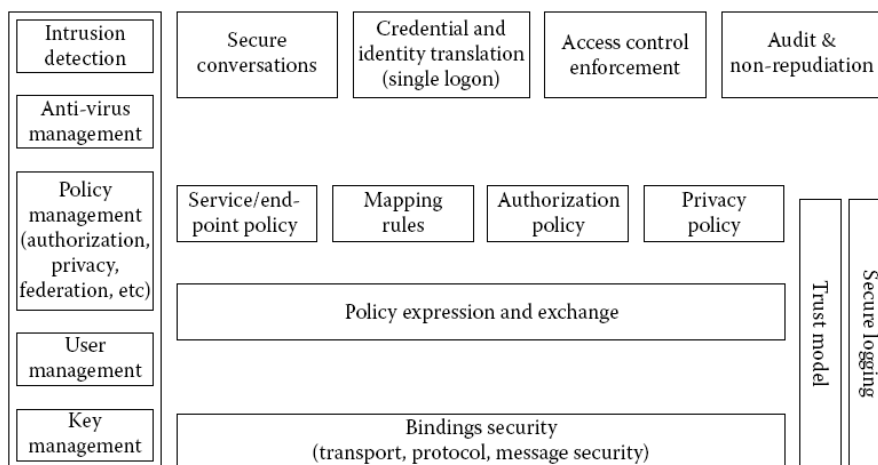 Intrusion
detection
Anti-virus
management
Policy
management
(authorization,
privacy,
federation, etc)
User
management
Key
management
Secure
conversations
Credential and
identity translation
(single logon)
Access control
enforcement
Audit &
non-repudiation
Service/end-
point policy
Mapping
rules
Authorization
policy
Privacy
policy
Policy expression and exchange
Bindings security
(transport, protocol, message security)
Trust model
Secure logging